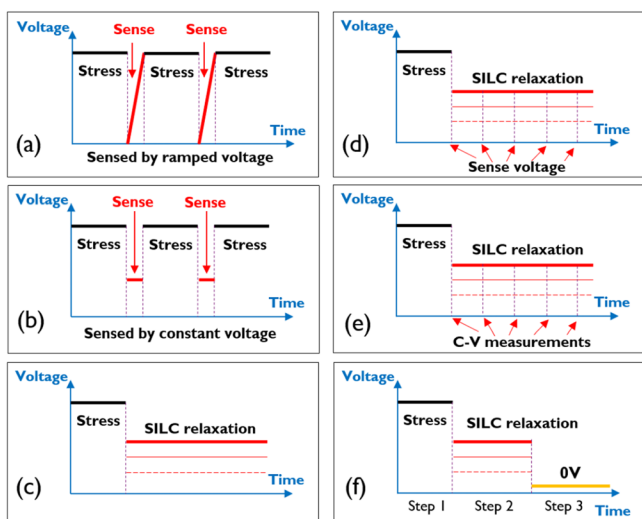 Voltage
Sense Sense
Stress Stress Stress
Time
(a)
Sensed by ramped voltage
Voltage
Sense Sense
Stress Stress Stress
Time
(b)
Sensed by constant voltage
Voltage
Stress
SILC relaxation
(c)
Time
Voltage
Stress
SILC relaxation
Time
(d)
Sense voltage
Voltage
Stress
SILC relaxation
Time
(e)
C-V measurements
Voltage
Stress
SILC relaxation
0V
(f)
Step 1 Step 2 Step 3
Time